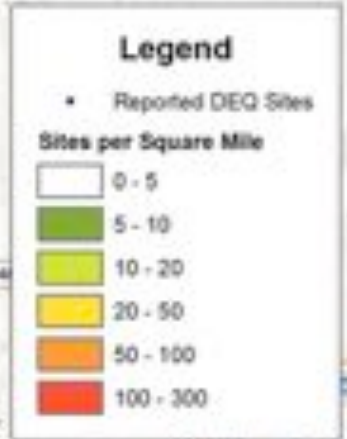 Legend
Reported DEQ Sites
Sites per Square Mile
0 - 5
5 - 10
10 - 20
20 - 50
50 - 100
100 - 300